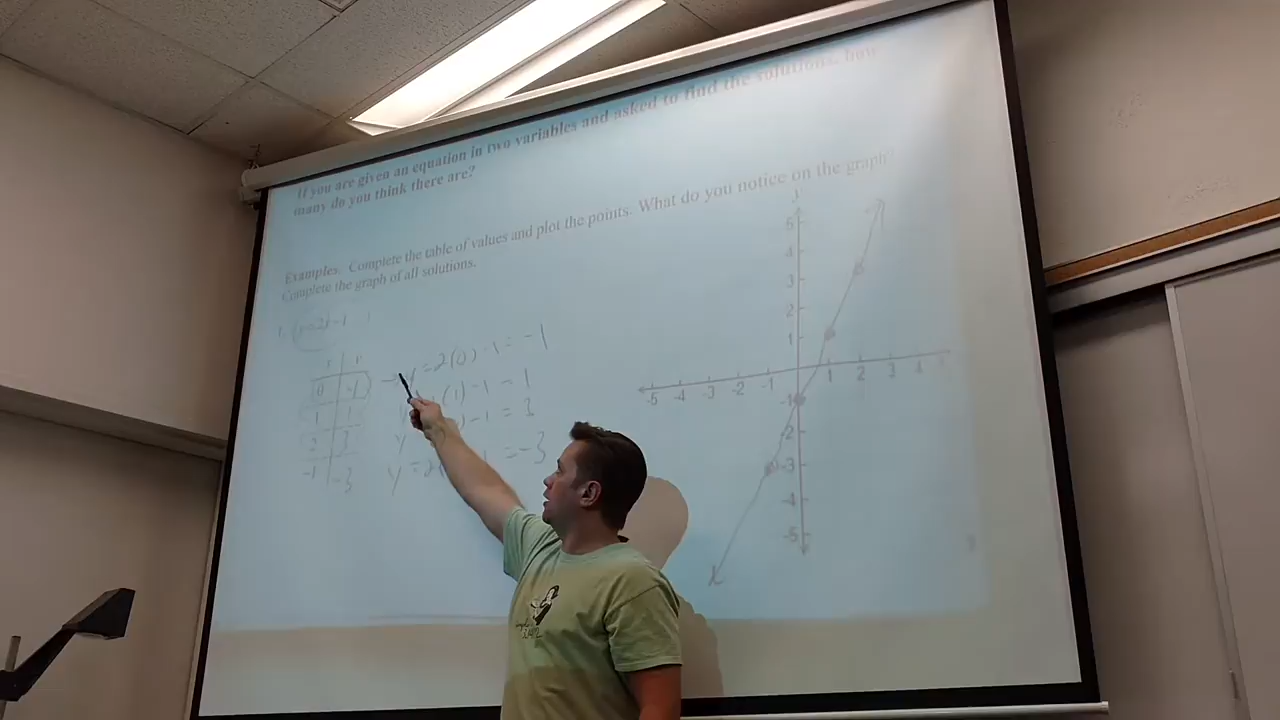 If you are given an equation in two variables and asked to find the solutions, how
many do you think there are?
Examples: Complete the table of values and plot the points. What do you notice on the graph?
Complete the graph of all solutions.
1. y=2x-1
0 -1
1 1
2 3
-1 -3
y = 2(0) - 1 = -1
(1) - 1 = 1
) - 1 = 3
y = 2( 1 = -3
y
5
4
3
2
1
-5 -4 -3 -2 -1 1 2 3 4 5
-1
-2
-3
-4
-5
x